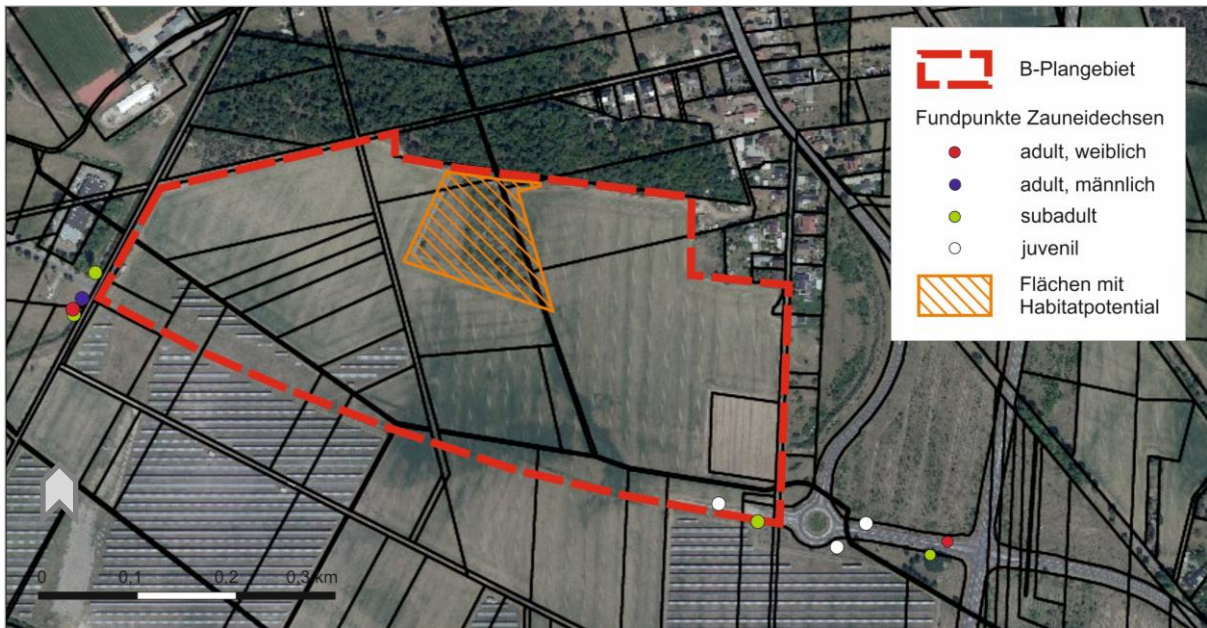 B-Plangebiet
Fundpunkte Zauneidechsen
adult, weiblich
adult, männlich
subadult
juvenil
Flächen mit
Habitatpotential
0 0,1 0,2 0,3 km